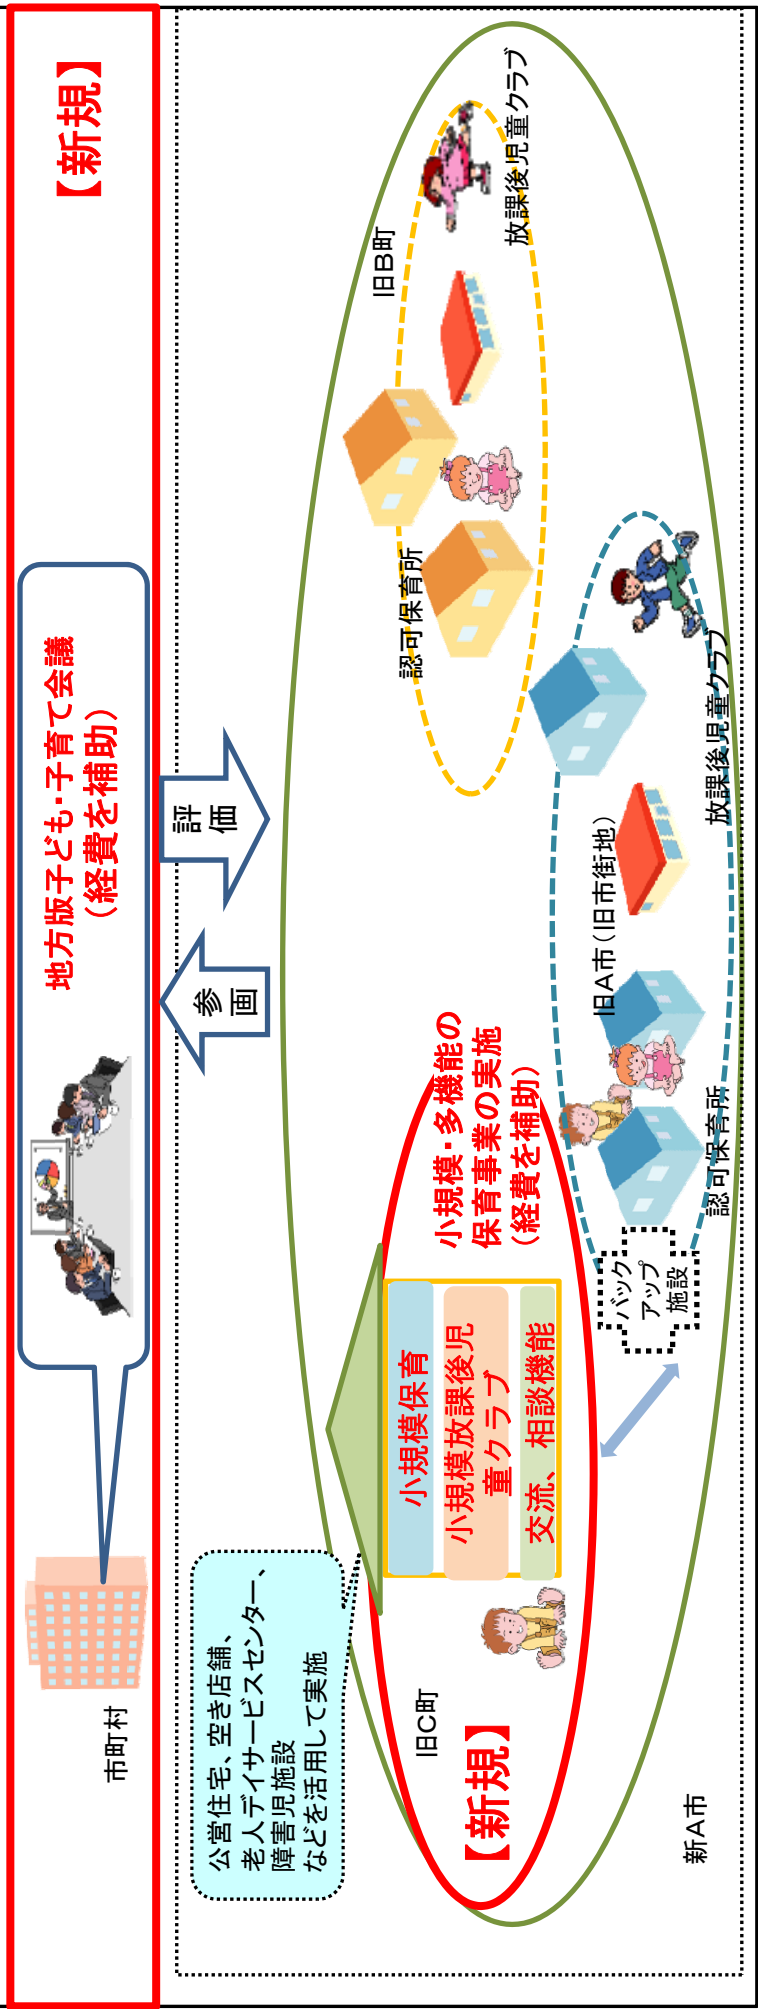 【新規】
市町村
地方版子ども・子育て会議
（経費を補助）
参画
評価
公営住宅、空き店舗、
老人デイサービスセンター、
障害児施設
などを活用して実施
旧C町
【新規】
小規模保育
小規模放課後児
童クラブ
交流、相談機能
小規模・多機能の
保育事業の実施
（経費を補助）
バック
アップ
施設
旧A市（旧市街地）
認可保育所
放課後児童クラブ
旧B町
認可保育所
放課後児童クラブ
新A市